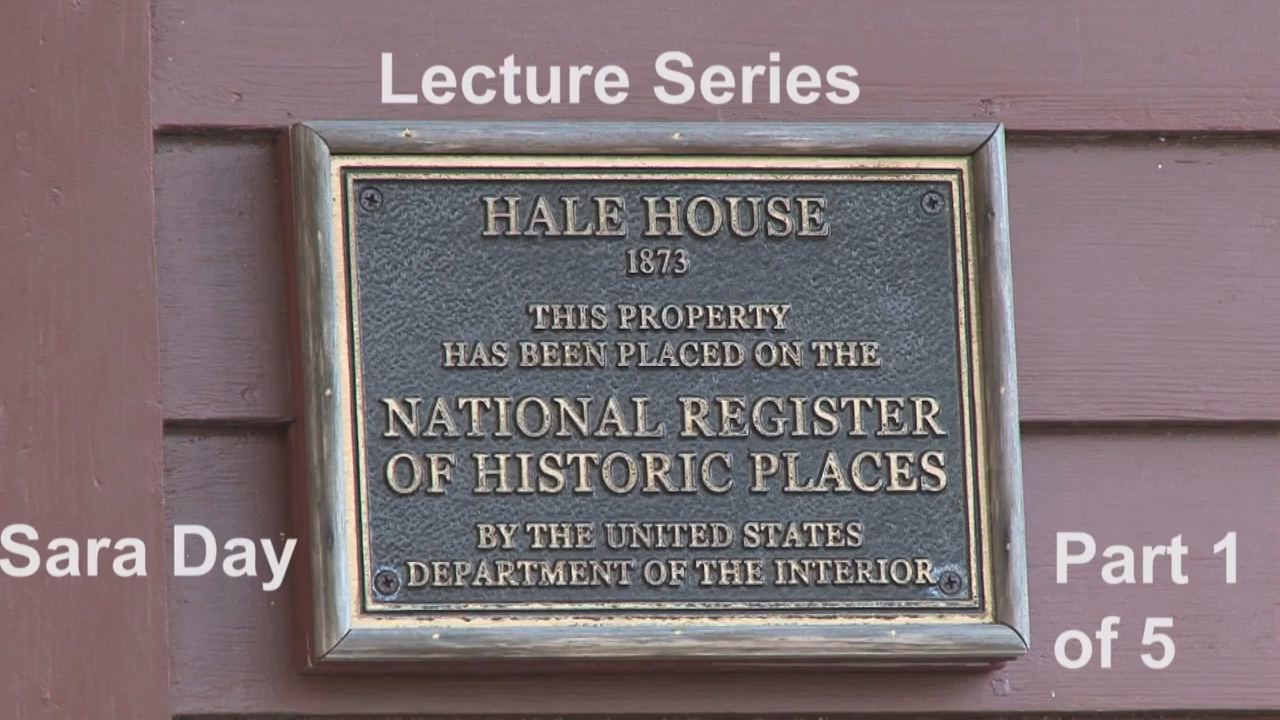 Lecture Series
HALE HOUSE
1873
THIS PROPERTY
HAS BEEN PLACED ON THE
NATIONAL REGISTER
OF HISTORIC PLACES
BY THE UNITED STATES
DEPARTMENT OF THE INTERIOR
Sara Day
Part 1
of 5